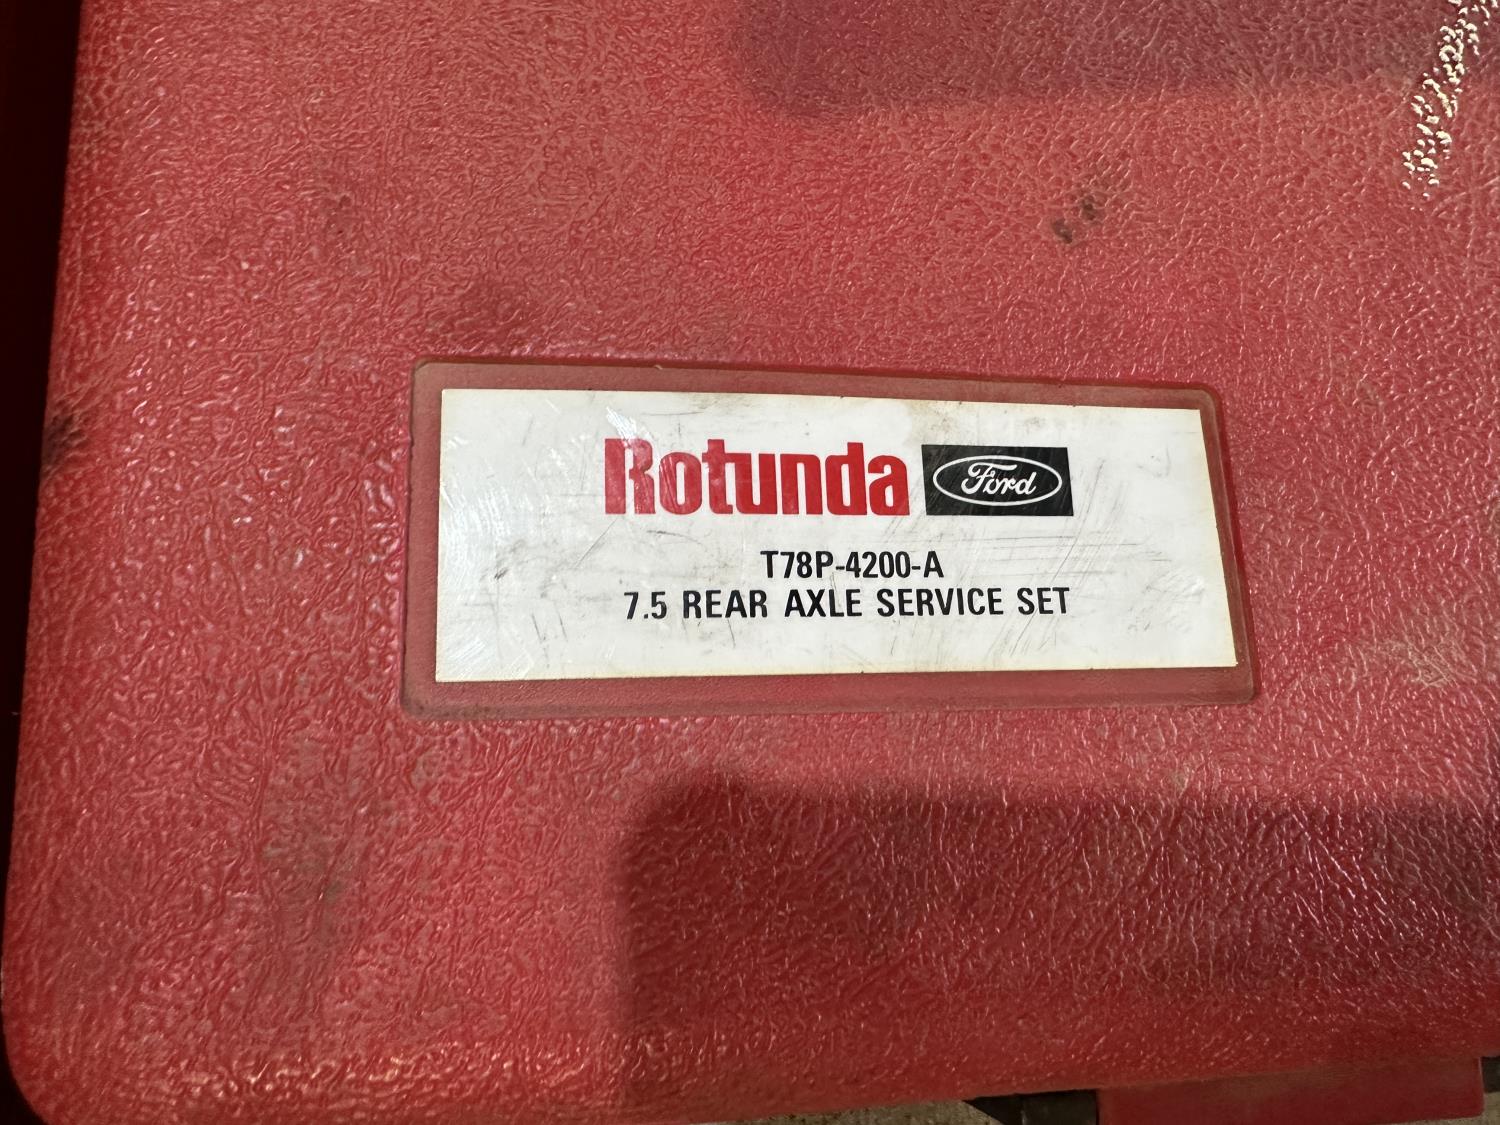 Rotunda Ford
T78P-4200-A
7.5 REAR AXLE SERVICE SET